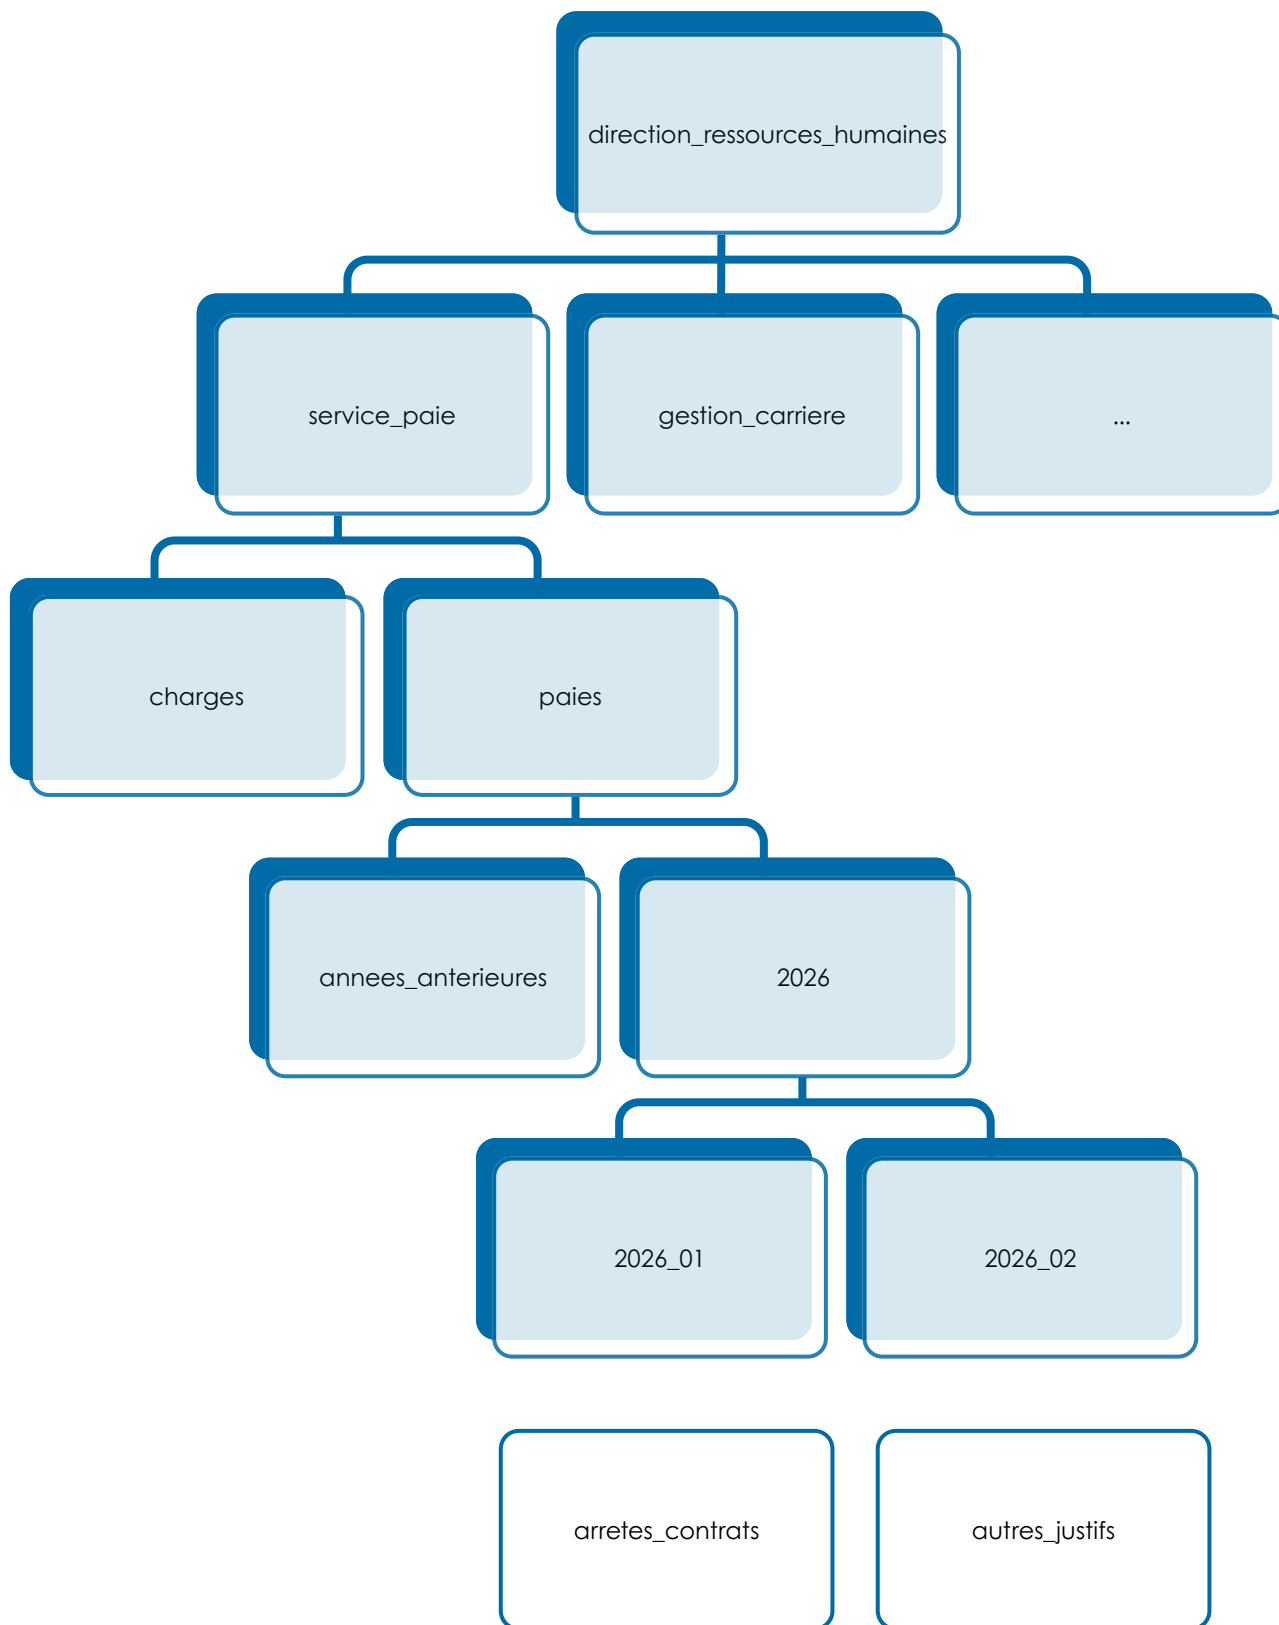 direction_ressources_humaines
service_paie
gestion_carriere
...
charges
paies
annees_anterieures
2026
2026_01
2026_02
arretes_contrats
autres_justifs